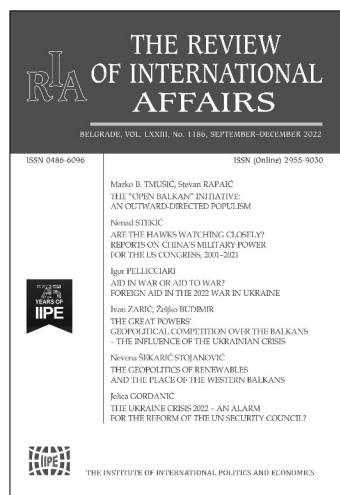 RIA
THE REVIEW
OF INTERNATIONAL
AFFAIRS
BELGRADE, VOL. LXXIII, No. 1186, SEPTEMBER–DECEMBER 2022
ISSN 0486-6096
ISSN (Online) 2955-9030
Marko B. TMUŠIĆ, Stevan RAPAIĆ
THE “OPEN BALKAN” INITIATIVE:
AN OUTWARD-DIRECTED POPULISM
Nenad STEKIĆ
ARE THE HAWKS WATCHING CLOSELY?
REPORTS ON CHINA'S MILITARY POWER
FOR THE US CONGRESS, 2001–2021
Igor PELLICCIARI
AID IN WAR OR AID TO WAR?
FOREIGN AID IN THE 2022 WAR IN UKRAINE
Ivan ZARIĆ, Željko BUDIMIR
THE GREAT POWERS'
GEOPOLITICAL COMPETITION OVER THE BALKANS
– THE INFLUENCE OF THE UKRAINIAN CRISIS
Nevena ŠEKARIĆ STOJANOVIĆ
THE GEOPOLITICS OF RENEWABLES
AND THE PLACE OF THE WESTERN BALKANS
Jelica GORDANIĆ
THE UKRAINE CRISIS 2022 – AN ALARM
FOR THE REFORM OF THE UN SECURITY COUNCIL?
75
YEARS OF
IIPE
IIPE
THE INSTITUTE OF INTERNATIONAL POLITICS AND ECONOMICS